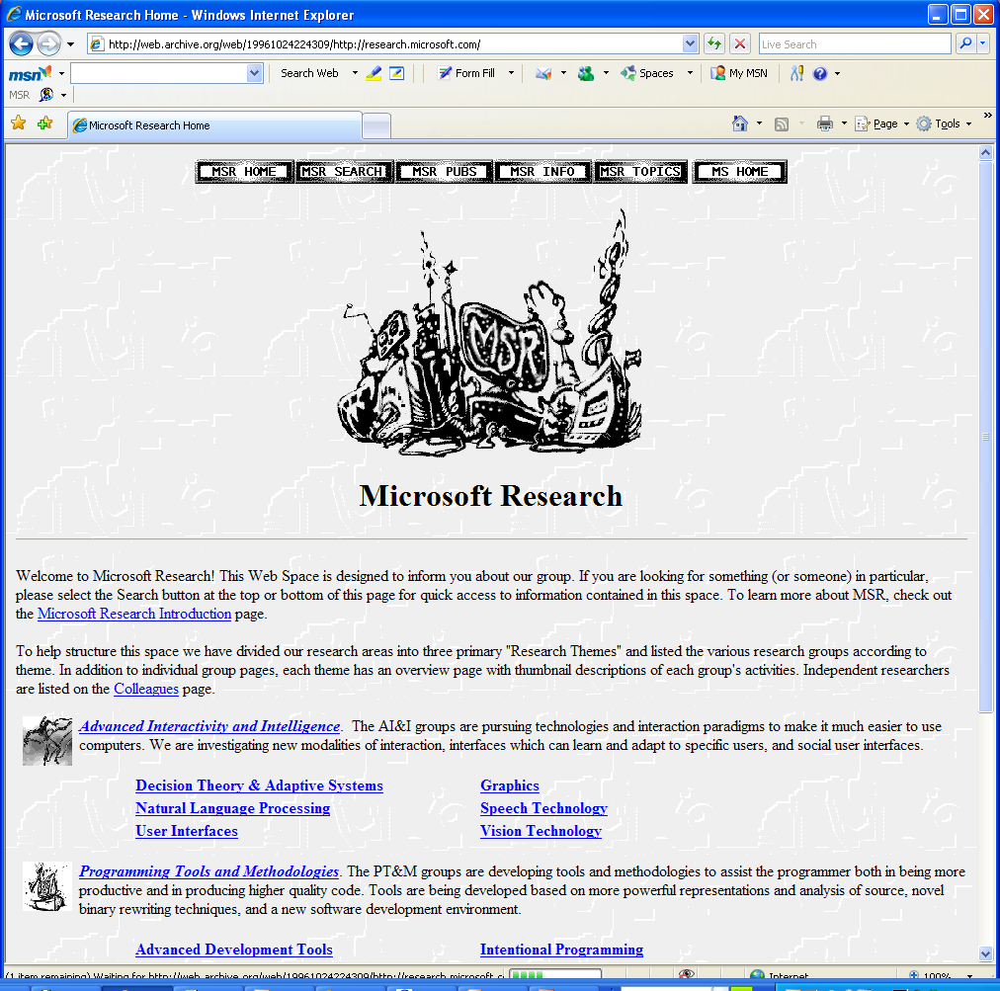 Microsoft Research Home - Windows Internet Explorer
http://web.archive.org/web/19961024224309/http://research.microsoft.com/
Live Search
msn
Search Web
Form Fill
Spaces
My MSN
MSR
Microsoft Research Home
Page
Tools
MSR HOME MSR SEARCH MSR PUBS MSR INFO MSR TOPICS MS HOME
MSR
Microsoft Research
Welcome to Microsoft Research! This Web Space is designed to inform you about our group. If you are looking for something (or someone) in particular,
please select the Search button at the top or bottom of this page for quick access to information contained in this space. To learn more about MSR, check out
the Microsoft Research Introduction page.
To help structure this space we have divided our research areas into three primary "Research Themes" and listed the various research groups according to
theme. In addition to individual group pages, each theme has an overview page with thumbnail descriptions of each group's activities. Independent researchers
are listed on the Colleagues page.
Advanced Interactivity and Intelligence. The AI&I groups are pursuing technologies and interaction paradigms to make it much easier to use
computers. We are investigating new modalities of interaction, interfaces which can learn and adapt to specific users, and social user interfaces.
Decision Theory & Adaptive Systems Graphics
Natural Language Processing Speech Technology
User Interfaces Vision Technology
Programming Tools and Methodologies. The PT&M groups are developing tools and methodologies to assist the programmer both in being more
productive and in producing higher quality code. Tools are being developed based on more powerful representations and analysis of source, novel
binary rewriting techniques, and a new software development environment.
Advanced Development Tools Intentional Programming
(1 item remaining) Waiting for http://web.archive.org/web/19961024224309/http://research.microsoft.c
Internet
100%